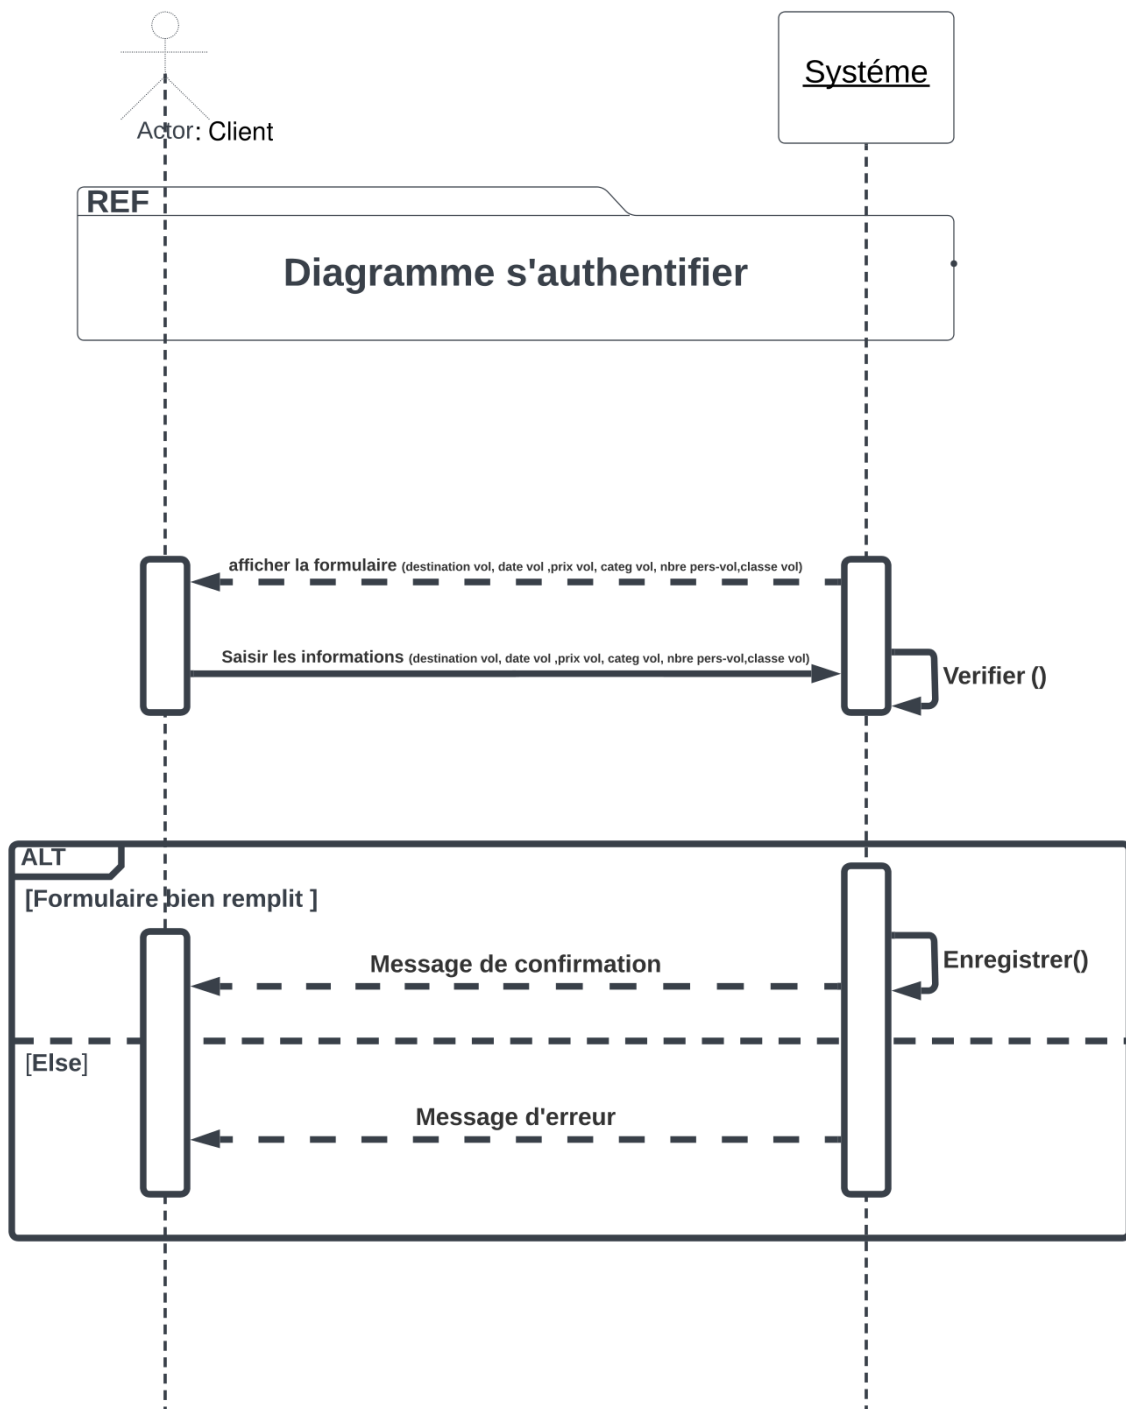 Systéme
Actor: Client
REF
Diagramme s'authentifier
afficher la formulaire (destination vol, date vol ,prix vol, categ vol, nbre pers-vol,classe vol)
Saisir les informations (destination vol, date vol ,prix vol, categ vol, nbre pers-vol,classe vol)
Verifier ()
ALT
[Formulaire bien remplit ]
Enregistrer()
Message de confirmation
[Else]
Message d'erreur